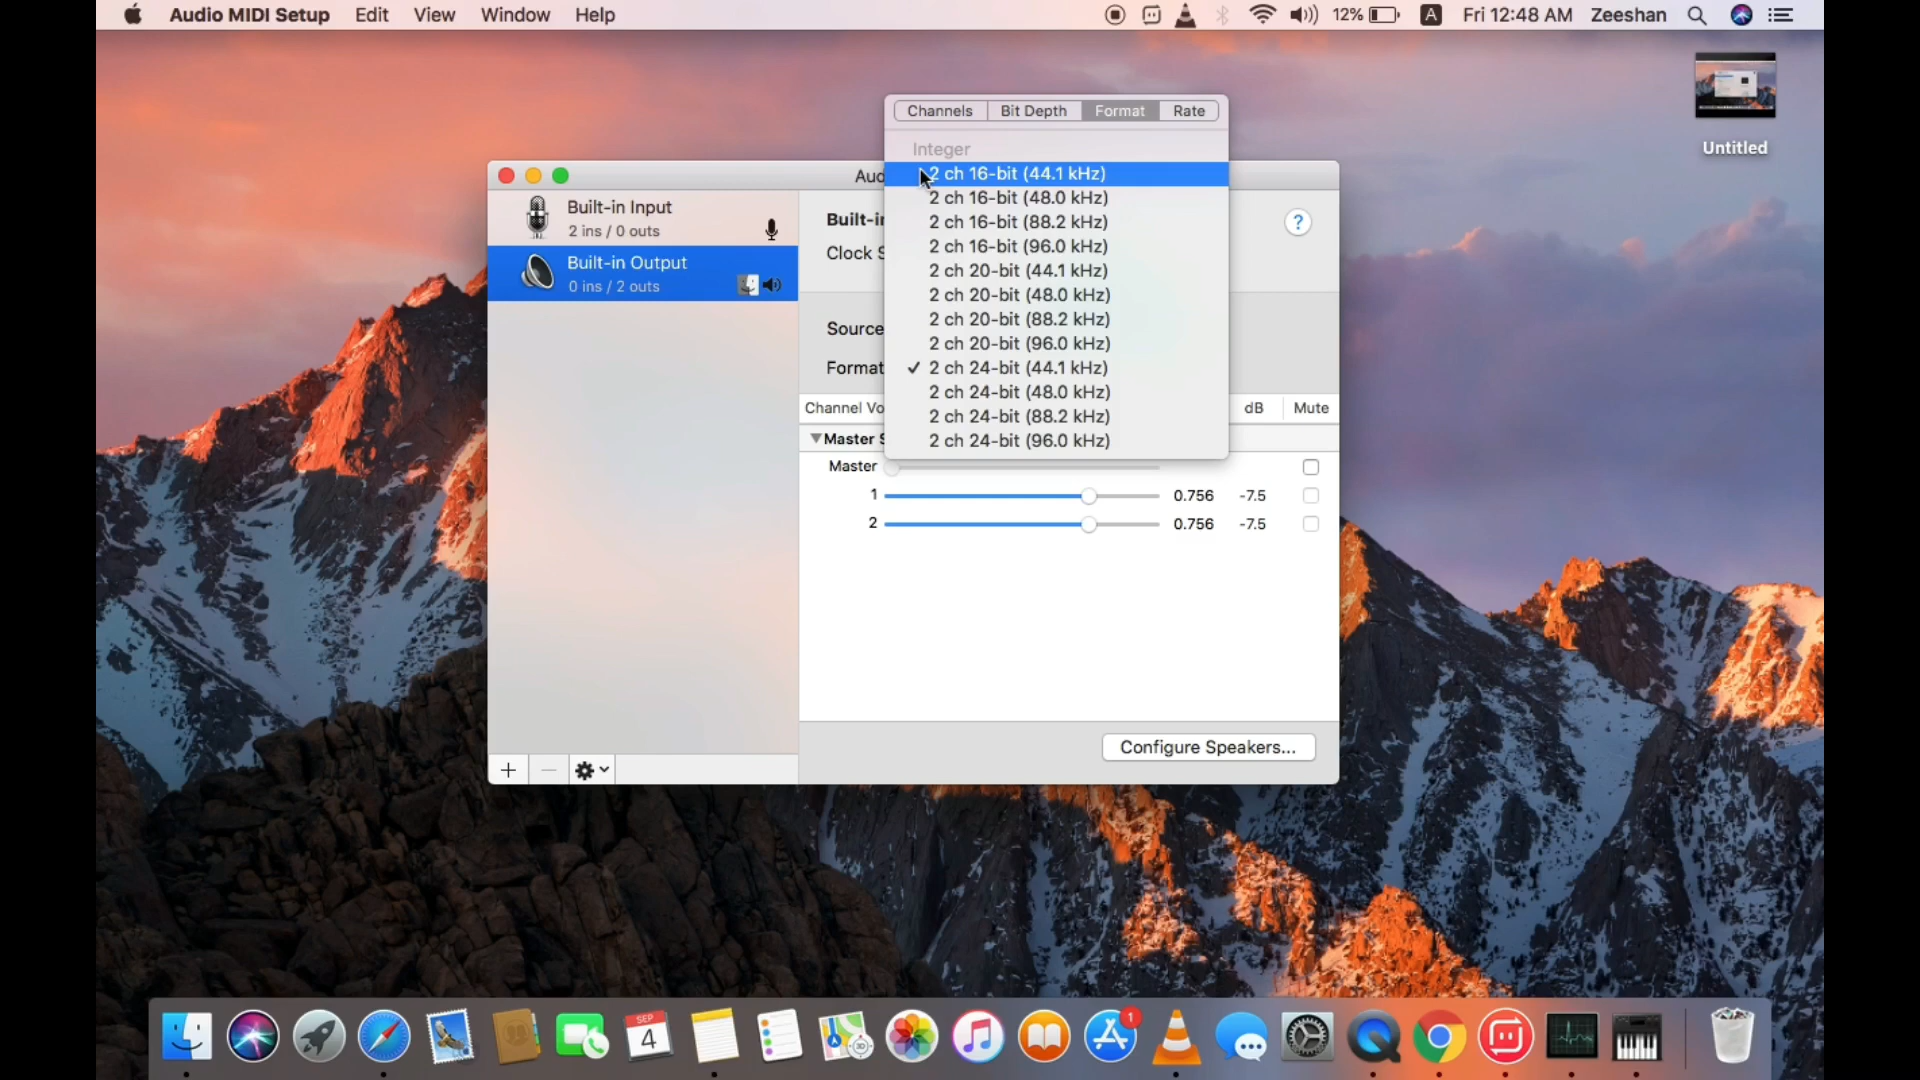 Audio MIDI Setup Edit View Window Help 12% A Fri 12:48 AM Zeeshan
Untitled
Channels Bit Depth Format Rate
Integer
2 ch 16-bit (44.1 kHz)
2 ch 16-bit (48.0 kHz)
2 ch 16-bit (88.2 kHz)
2 ch 16-bit (96.0 kHz)
2 ch 20-bit (44.1 kHz)
2 ch 20-bit (48.0 kHz)
2 ch 20-bit (88.2 kHz)
2 ch 20-bit (96.0 kHz)
✓ 2 ch 24-bit (44.1 kHz)
2 ch 24-bit (48.0 kHz)
2 ch 24-bit (88.2 kHz)
2 ch 24-bit (96.0 kHz)
Aud
Built-in Input
2 ins / 0 outs
Built-in Output
0 ins / 2 outs
Built-in
?
Clock S
Source
Format
Channel Vo dB Mute
Master S
Master
1 0.756 -7.5
2 0.756 -7.5
Configure Speakers...
SEP
4
3D
1